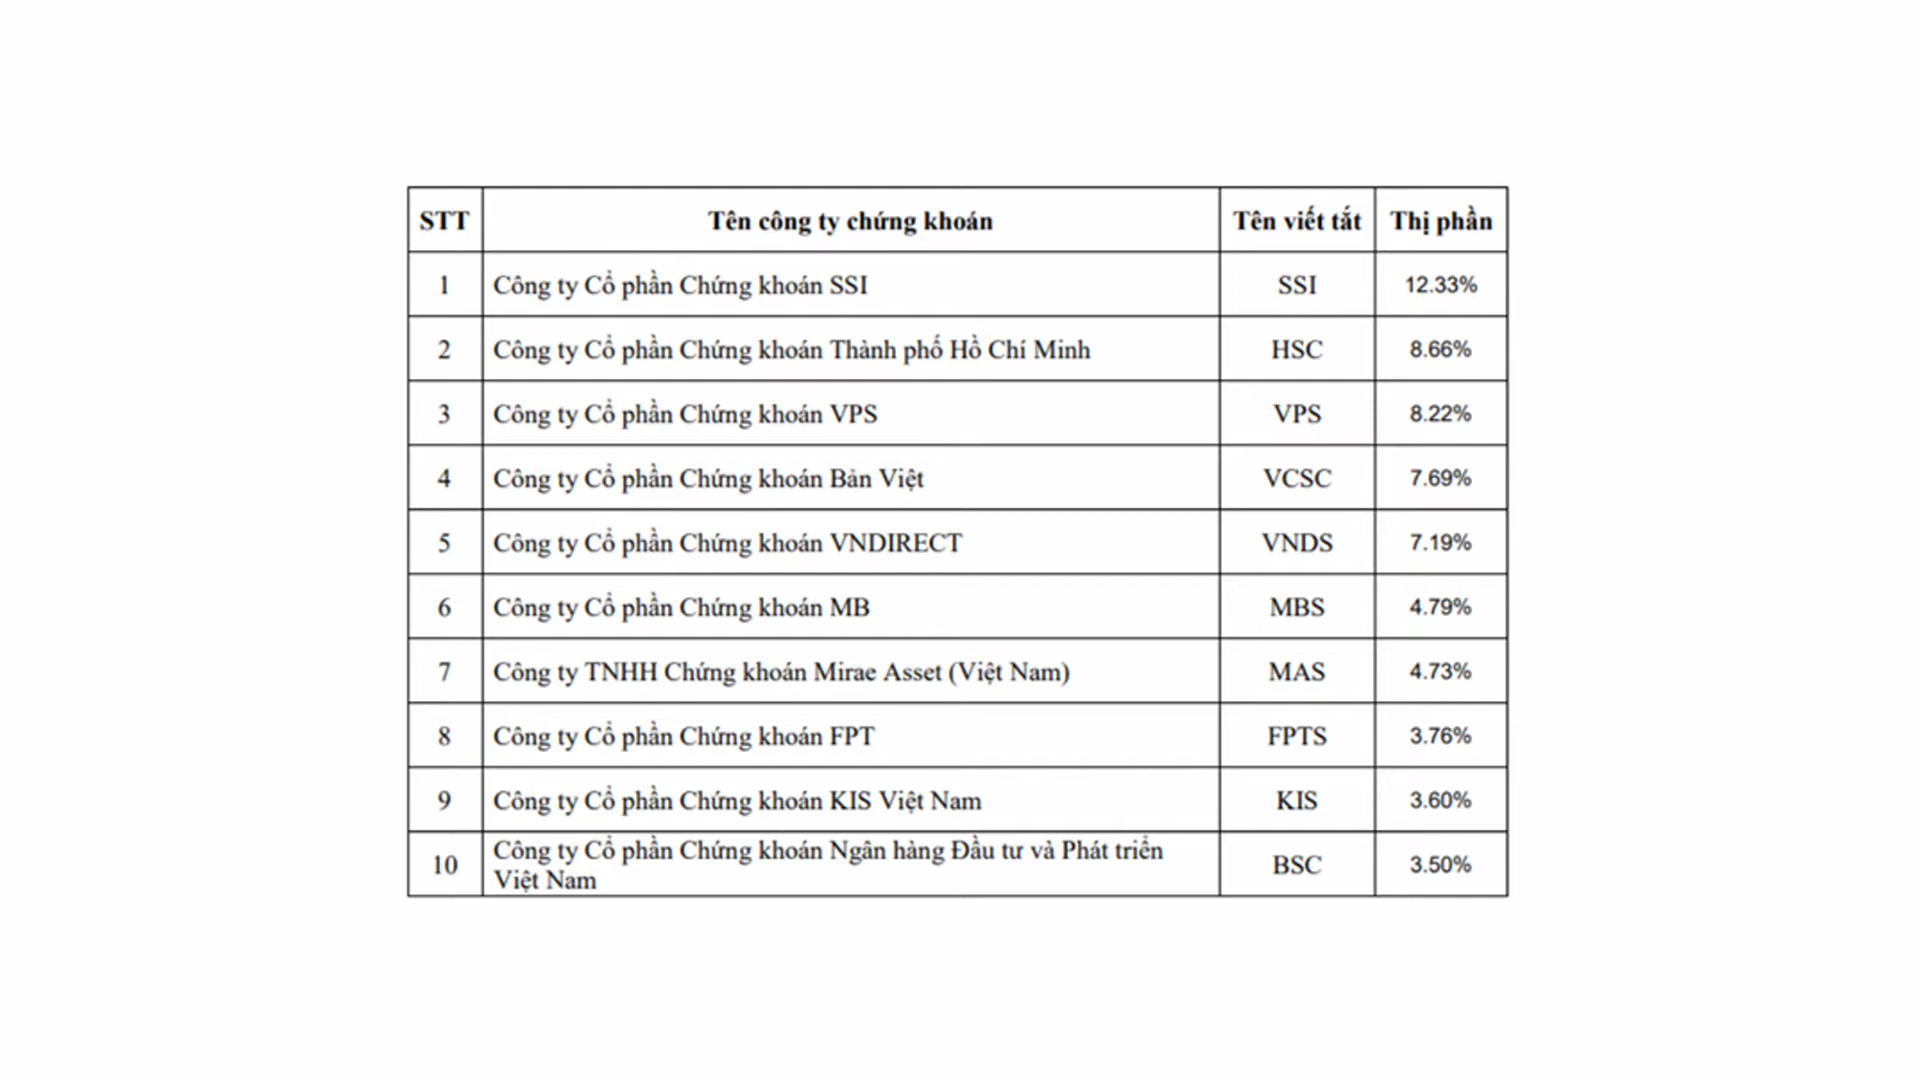 STT Tên công ty chứng khoán Tên viết tắt Thị phần
1 Công ty Cổ phần Chứng khoán SSI SSI 12.33%
2 Công ty Cổ phần Chứng khoán Thành phố Hồ Chí Minh HSC 8.66%
3 Công ty Cổ phần Chứng khoán VPS VPS 8.22%
4 Công ty Cổ phần Chứng khoán Bản Việt VCSC 7.69%
5 Công ty Cổ phần Chứng khoán VNDIRECT VNDS 7.19%
6 Công ty Cổ phần Chứng khoán MB MBS 4.79%
7 Công ty TNHH Chứng khoán Mirae Asset (Việt Nam) MAS 4.73%
8 Công ty Cổ phần Chứng khoán FPT FPTS 3.76%
9 Công ty Cổ phần Chứng khoán KIS Việt Nam KIS 3.60%
10 Công ty Cổ phần Chứng khoán Ngân hàng Đầu tư và Phát triển
Việt Nam BSC 3.50%